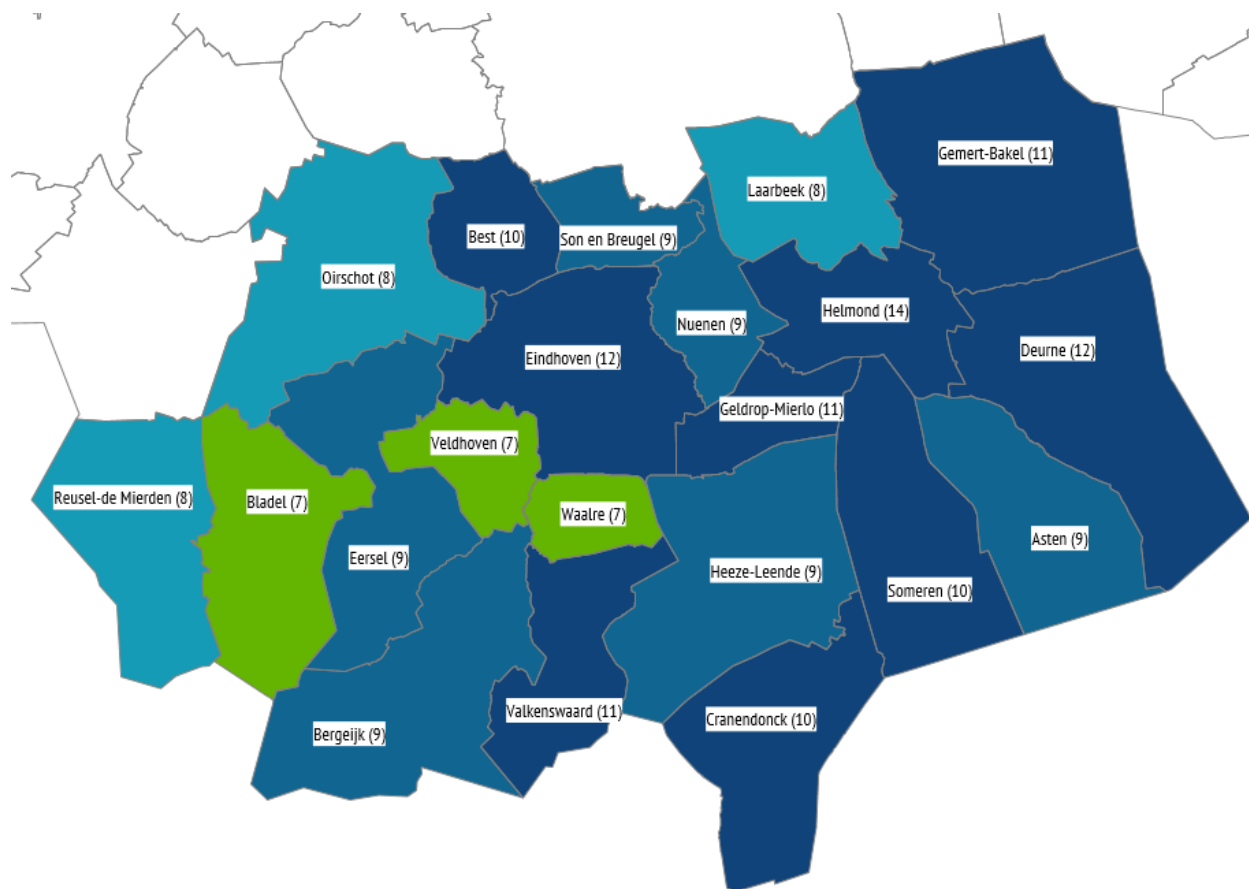 Gemert-Bakel (11)
Laarbeek (8)
Best (10)
Son en Breugel (9)
Oirschot (8)
Helmond (14)
Nuenen (9)
Deurne (12)
Eindhoven (12)
Geldrop-Mierlo (11)
Veldhoven (7)
Reusel-de Mierden (8)
Bladel (7)
Waalre (7)
Asten (9)
Eersel (9)
Heeze-Leende (9)
Someren (10)
Valkenswaard (11)
Cranendonck (10)
Bergeijk (9)